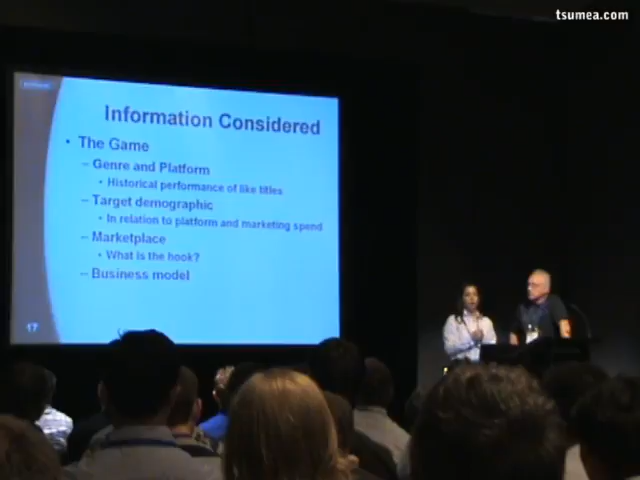 tsumea.com
Information Considered
• The Game
– Genre and Platform
• Historical performance of like titles
– Target demographic
• In relation to platform and marketing spend
– Marketplace
• What is the hook?
– Business model
17